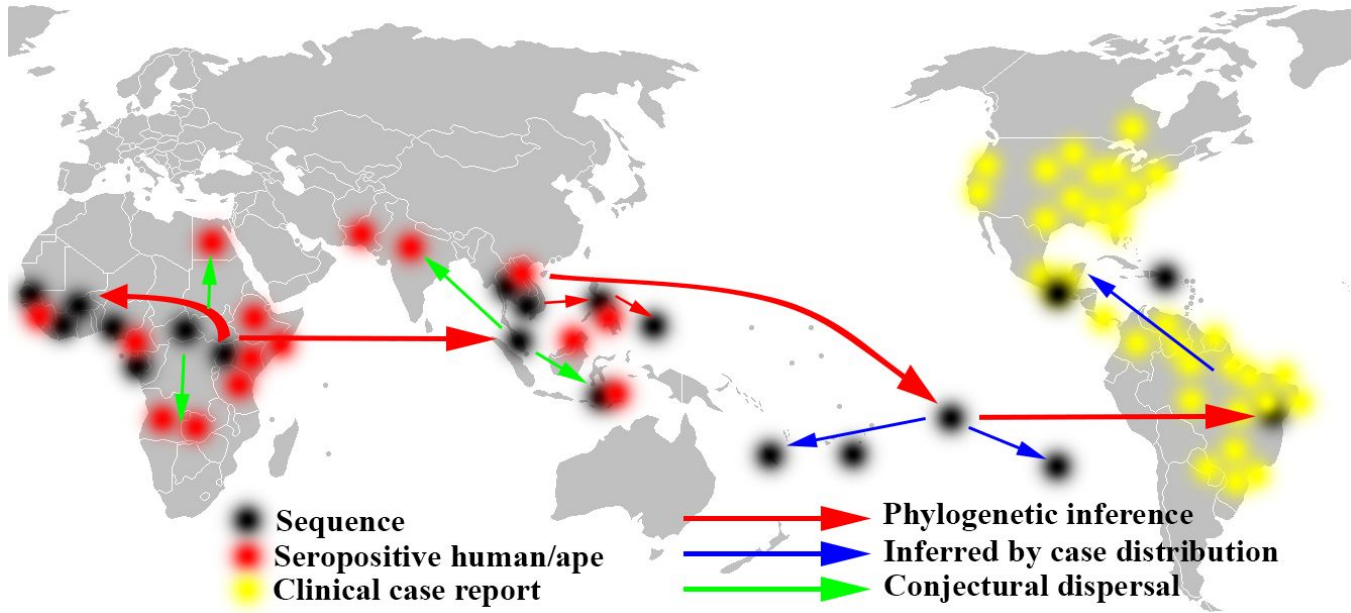 Sequence
Seropositive human/ape
Clinical case report
Phylogenetic inference
Inferred by case distribution
Conjectural dispersal